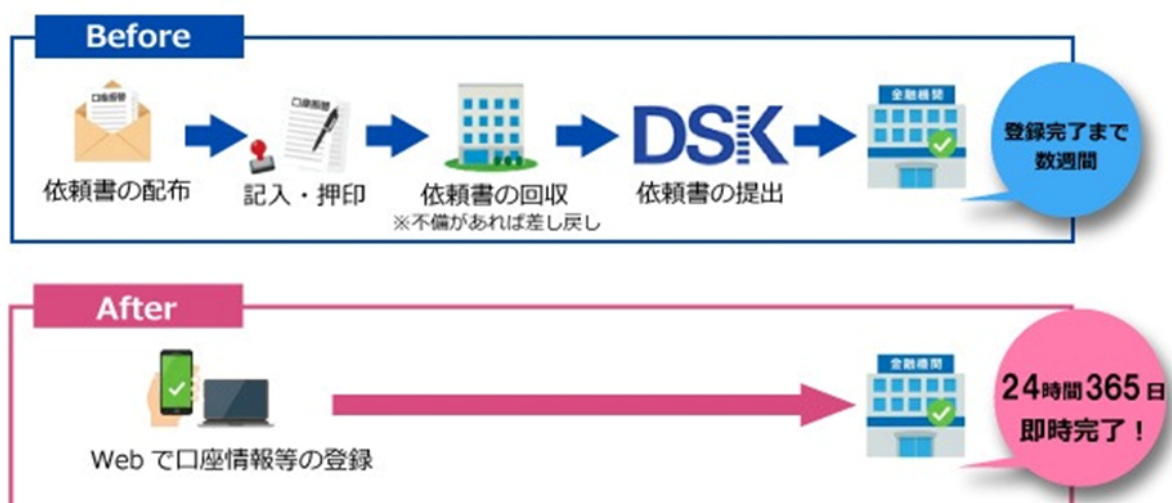 Before
口座振替
口座振替
金融機関
登録完了まで
数週間
DSK
依頼書の配布
記入・押印
依頼書の回収
※不備があれば差し戻し
依頼書の提出
After
金融機関
24時間365日
即時完了！
Webで口座情報等の登録